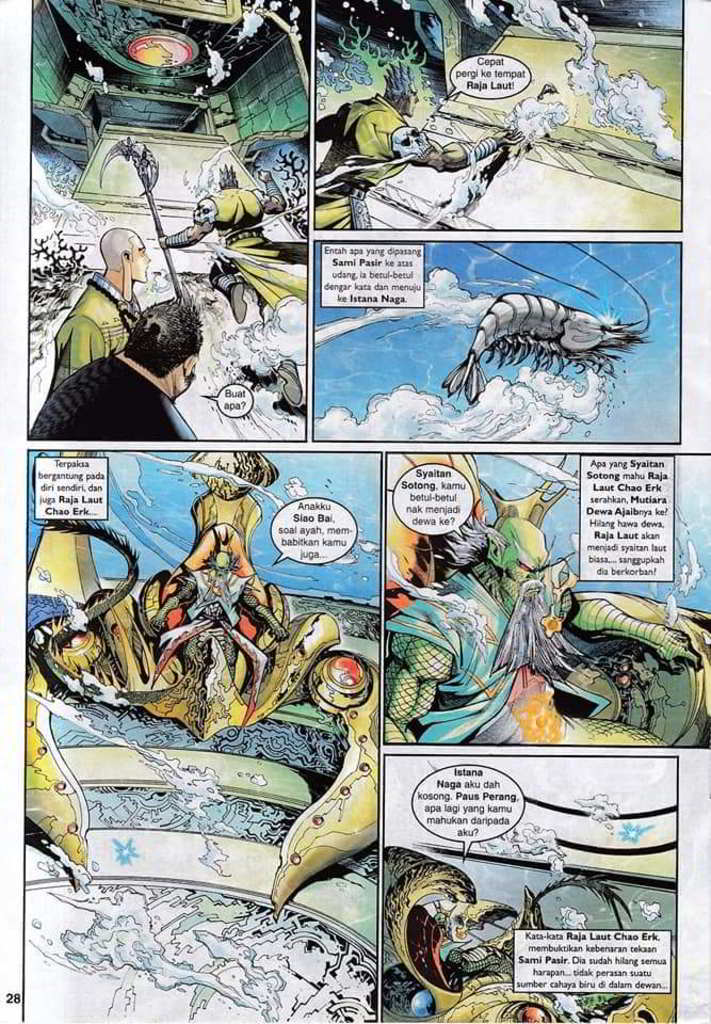 Buat
apa?
Cepat
pergi ke tempat
Raja Laut!
Entah apa yang dipasang
Sami Pasir ke atas
udang, ia betul-betul
dengar kata dan menuju
ke Istana Naga.
Terpaksa
bergantung pada
diri sendiri, dan
juga Raja Laut
Chao Erk...
Anakku
Siao Bai,
soal ayah, mem-
babitkan kamu
juga...
Syaitan
Sotong, kamu
betul-betul
nak menjadi
dewa ke?
Apa yang Syaitan
Sotong mahu Raja
Laut Chao Erk
serahkan, Mutiara
Dewa Ajaibnya ke?
Hilang hawa dewa,
Raja Laut akan
menjadi syaitan laut
biasa,... sanggupkah
dia berkorban?
Istana
Naga aku dah
kosong. Paus Perang,
apa lagi yang kamu
mahukan daripada
aku?
Kata-kata Raja Laut Chao Erk,
membuktikan kebenaran tekaan
Sami Pasir. Dia sudah hilang semua
harapan... tidak perasan suatu
sumber cahaya biru di dalam dewan...
28